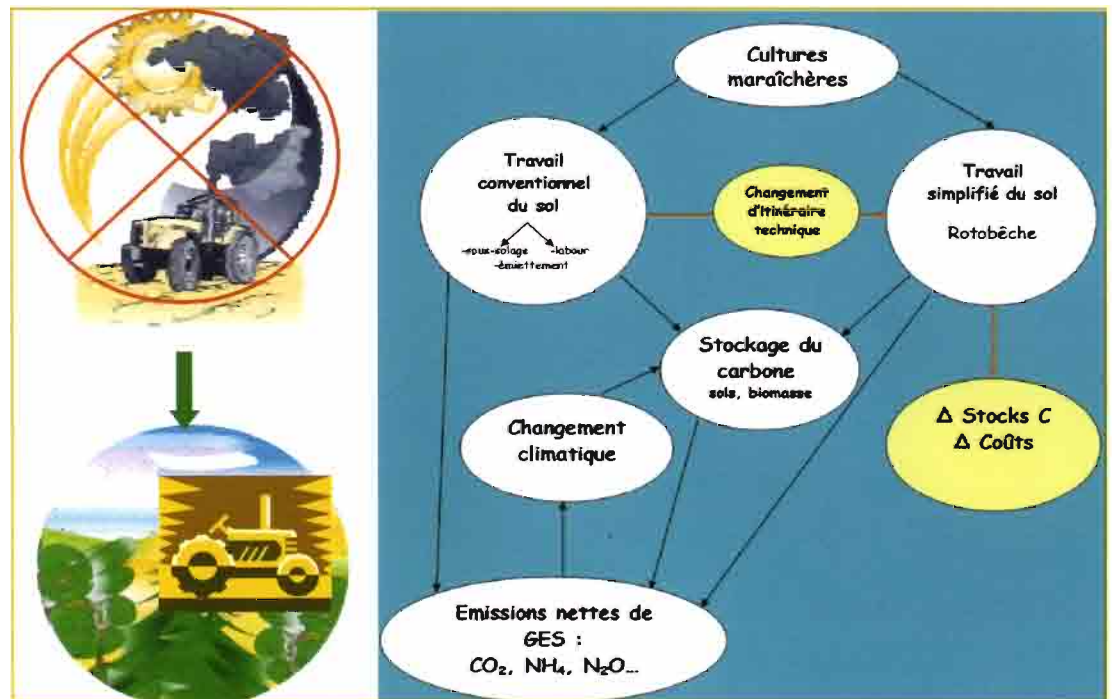 Cultures
maraîchères
Travail
conventionnel
du sol
-sous-solage -labour
-émiettement
Changement
d'Itinéraire
technique
Travail
simplifié du sol
Rotobêche
Stockage du
carbone
sols, biomasse
Changement
climatique
Δ Stocks C
Δ Coûts
Emissions nettes de
GES :
CO₂, NH₄, N₂O...